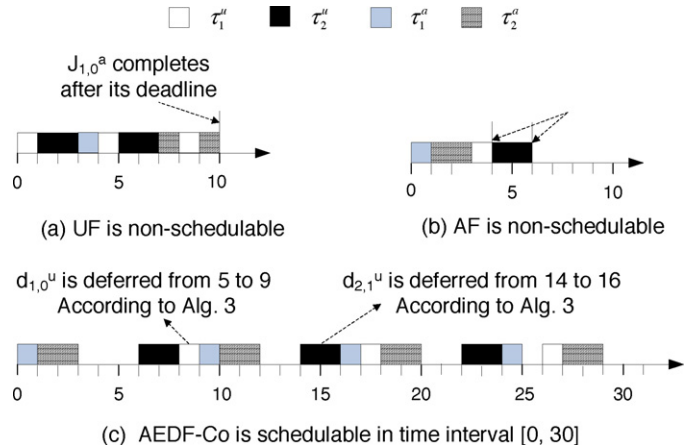 τ₁ᵘ τ₂ᵘ τ₁ᵃ τ₂ᵃ
J₁,₀ᵃ completes
after its deadline
0 5 10
(a) UF is non-schedulable
0 5 10
(b) AF is non-schedulable
d₁,₀ᵘ is deferred from 5 to 9
According to Alg. 3
d₂,₁ᵘ is deferred from 14 to 16
According to Alg. 3
0 5 10 15 20 25 30
(c) AEDF-Co is schedulable in time interval [0, 30]